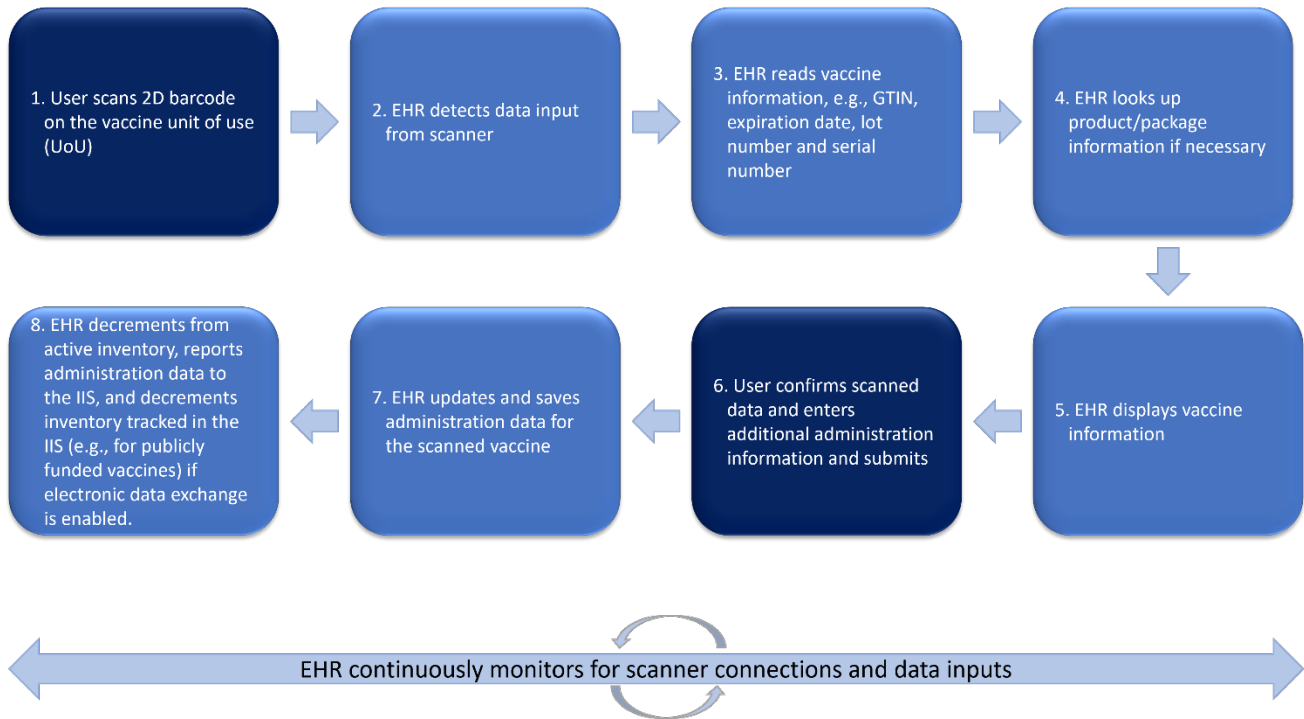 1. User scans 2D barcode
on the vaccine unit of use
(UoU)
2. EHR detects data input
from scanner
3. EHR reads vaccine
information, e.g., GTIN,
expiration date, lot
number and serial
number
4. EHR looks up
product/package
information if necessary
5. EHR displays vaccine
information
6. User confirms scanned
data and enters
additional administration
information and submits
7. EHR updates and saves
administration data for
the scanned vaccine
8. EHR decrements from
active inventory, reports
administration data to
the IIS, and decrements
inventory tracked in the
IIS (e.g., for publicly
funded vaccines) if
electronic data exchange
is enabled.
EHR continuously monitors for scanner connections and data inputs